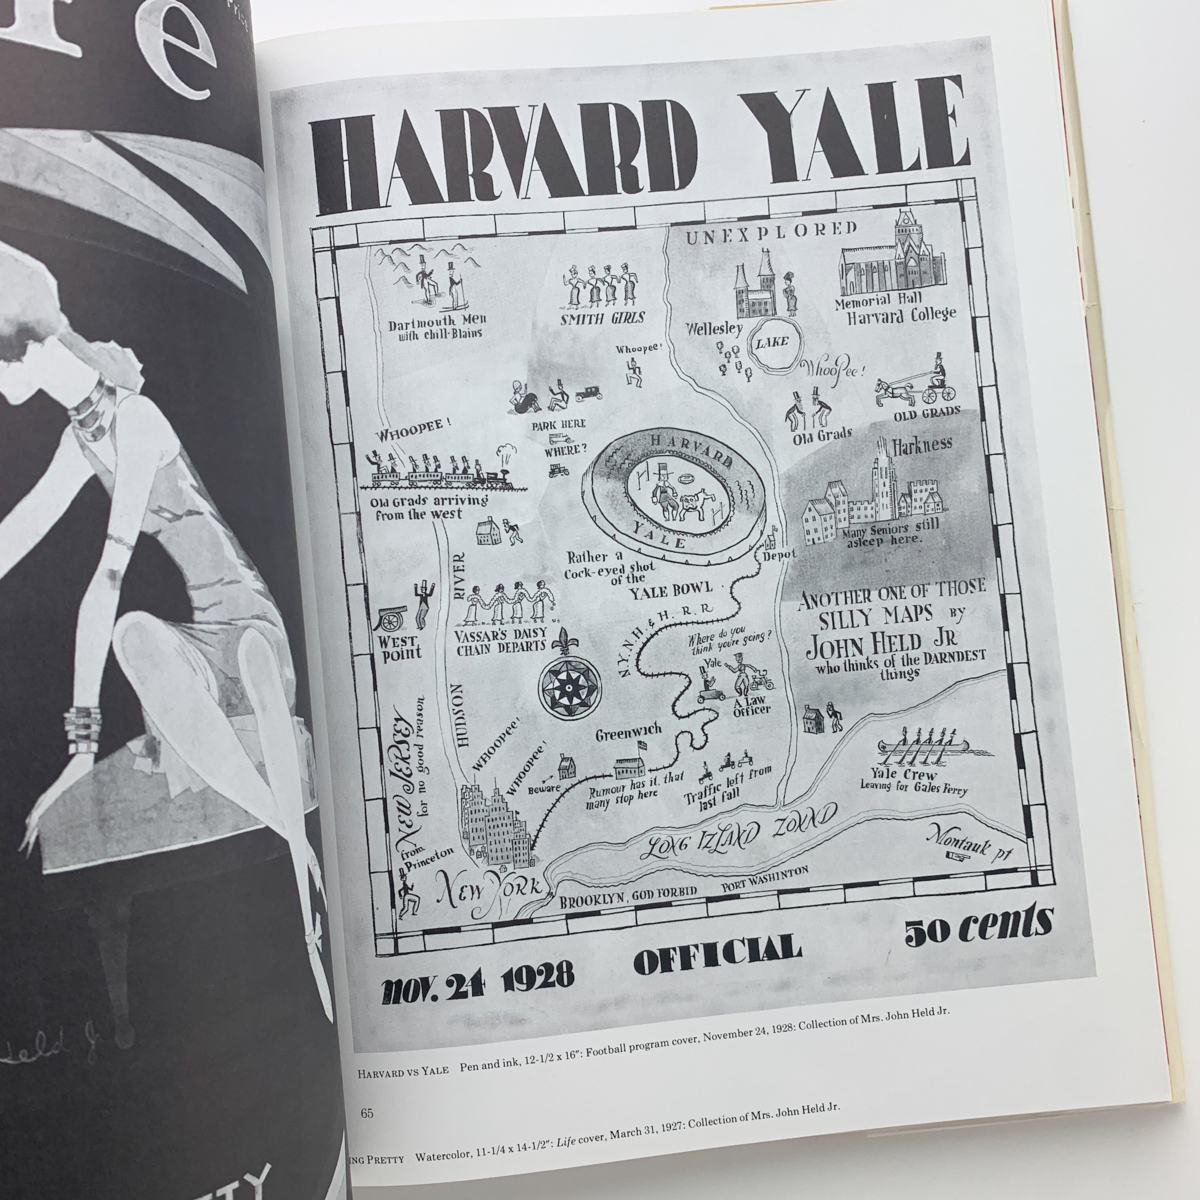 re
HARVARD YALE
UNEXPLORED
Dartmouth Men
with chill-Blains
SMITH GIRLS
Memorial Hall
Harvard College
Wellesley
LAKE
Whoopee!
WhooPee!
OLD GRADS
Old Grads
PARK HERE
WHERE?
WHOOPEE!
Old Grads arriving
from the west
HARVARD
YALE
Harkness
Many Seniors still
asleep here.
Depot
Rather a
Cock-eyed shot
of the
YALE BOWL
RIVER
HUDSON
WEST
point
VASSAR'S DAISY
CHAIN DEPARTS
N.Y.N.H & H. R. R
ANOTHER ONE OF THOSE
SILLY MAPS BY
JOHN HELD JR
who thinks of the DARNDEST
things
Where do you
think you're going?
Yale
A Law
Officer
NEW JERSEY
for no good reason
WHOOPEE!
WHOOPEE!
Greenwich
Beware
Rumour has it that
many stop here
Traffic left from
last fall
Yale Crew
Leaving for Gales Ferry
LONG IZLAND ZOUND
Montauk pt
from
Princeton
NEW YORK
BROOKLYN, GOD FORBID
PORT WASHINTON
NOV. 24 1928
OFFICIAL
50 cents
HARVARD VS YALE Pen and ink, 12-1/2 x 16″: Football program cover, November 24, 1928: Collection of Mrs. John Held Jr.
65
ING PRETTY Watercolor, 11-1/4 x 14-1/2″: Life cover, March 31, 1927: Collection of Mrs. John Held Jr.
Held J
TTY